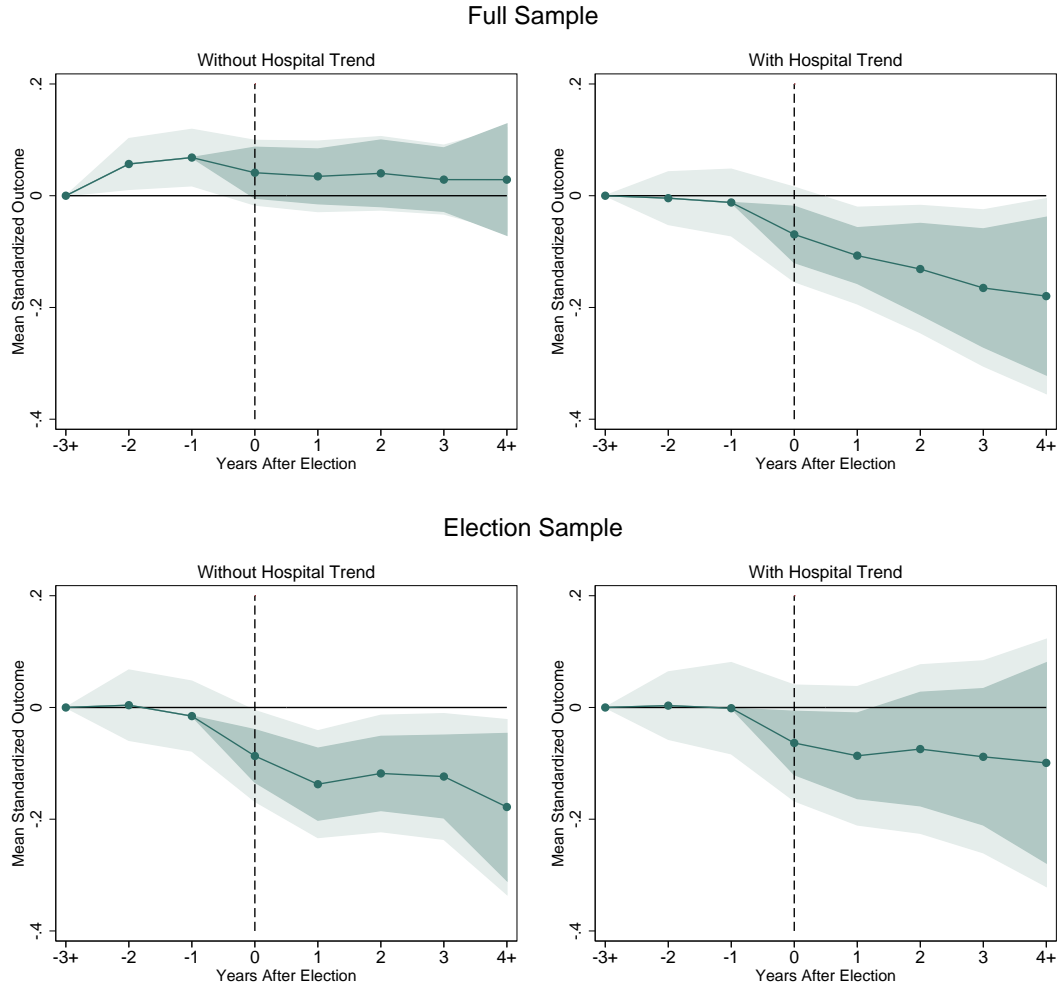 Full Sample
Without Hospital Trend
Mean Standardized Outcome
.2
0
-.2
-.4
-3+ -2 -1 0 1 2 3 4+
Years After Election
With Hospital Trend
Mean Standardized Outcome
.2
0
-.2
-.4
-3+ -2 -1 0 1 2 3 4+
Years After Election
Election Sample
Without Hospital Trend
Mean Standardized Outcome
.2
0
-.2
-.4
-3+ -2 -1 0 1 2 3 4+
Years After Election
With Hospital Trend
Mean Standardized Outcome
.2
0
-.2
-.4
-3+ -2 -1 0 1 2 3 4+
Years After Election